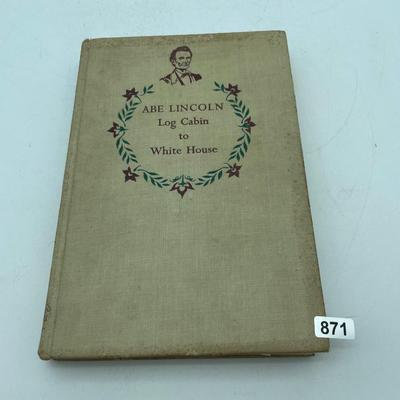 ABE LINCOLN
Log Cabin
to
White House
871